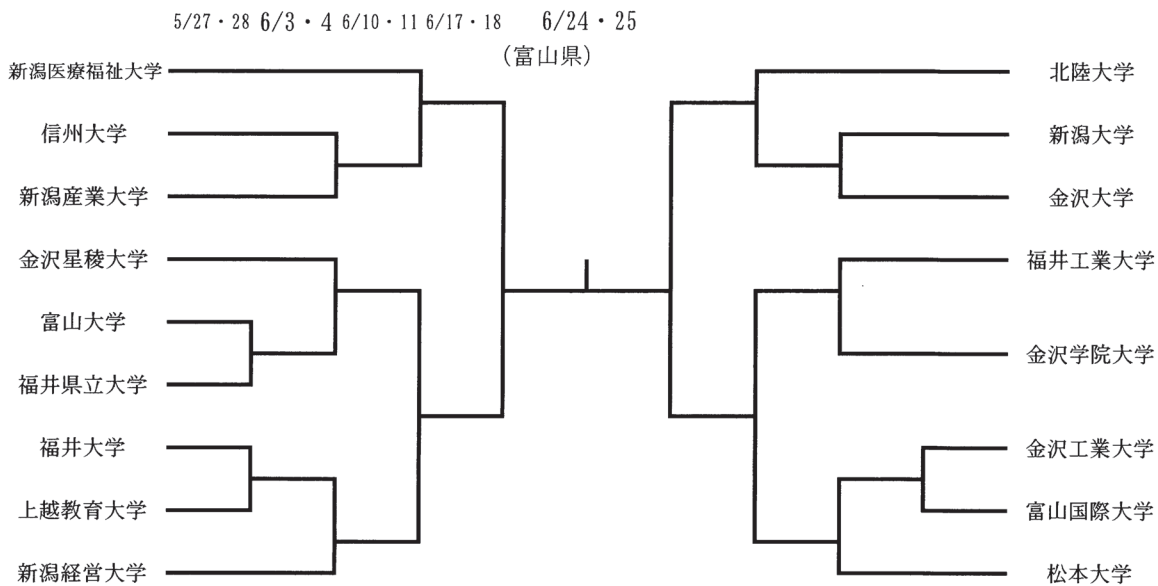 5/27・28 6/3・4 6/10・11 6/17・18 6/24・25
(富山県)
新潟医療福祉大学
信州大学
新潟産業大学
金沢星稜大学
富山大学
福井県立大学
福井大学
上越教育大学
新潟経営大学
北陸大学
新潟大学
金沢大学
福井工業大学
金沢学院大学
金沢工業大学
富山国際大学
松本大学